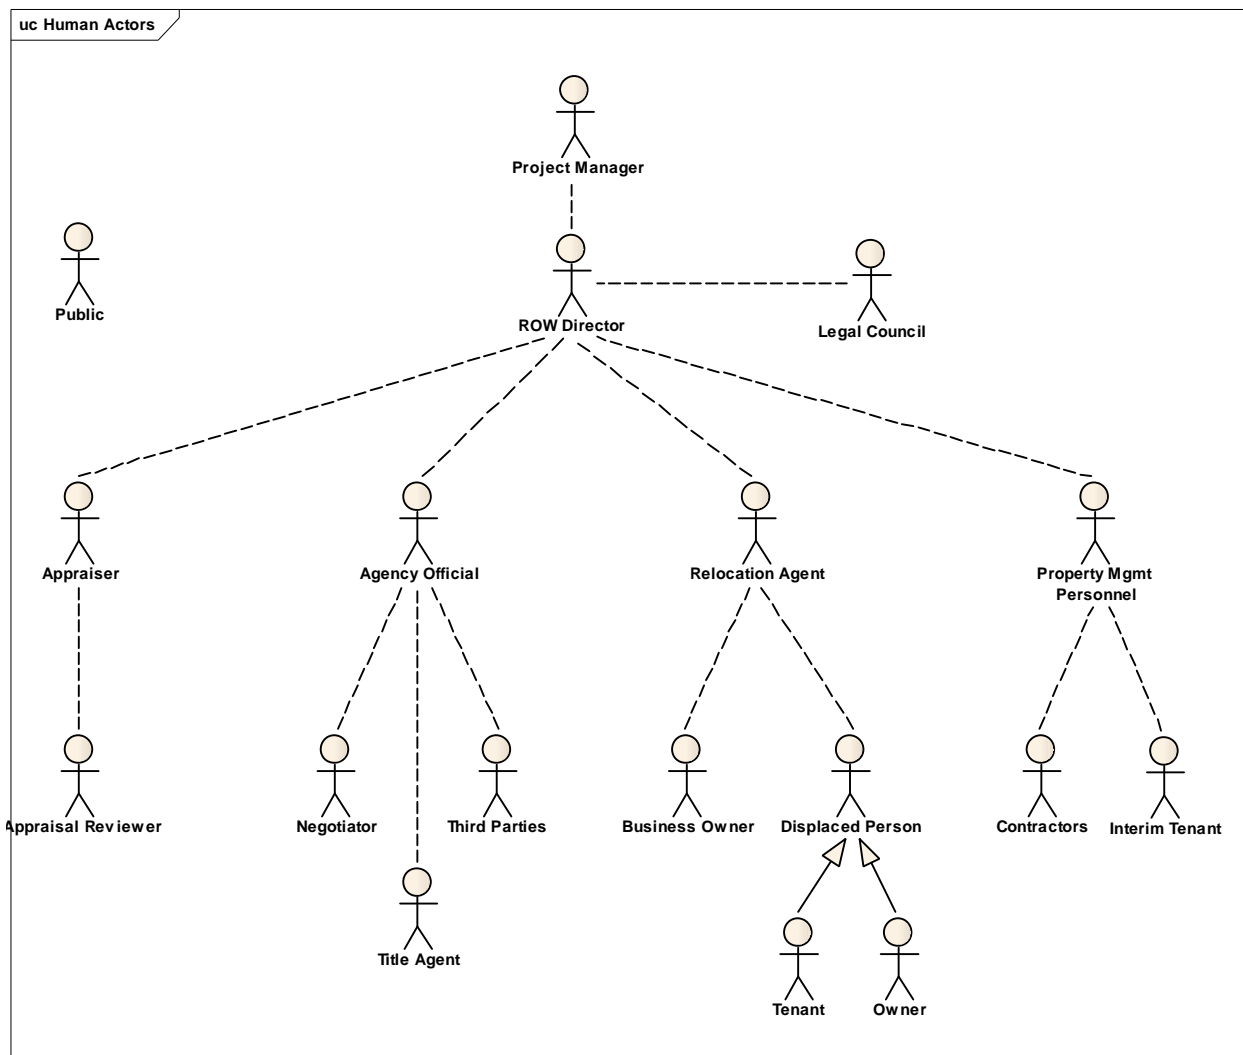 uc Human Actors
Project Manager
Public
ROW Director
Legal Council
Appraiser
Agency Official
Relocation Agent
Property Mgmt
Personnel
Appraisal Reviewer
Negotiator
Third Parties
Business Owner
Displaced Person
Contractors
Interim Tenant
Title Agent
Tenant
Owner